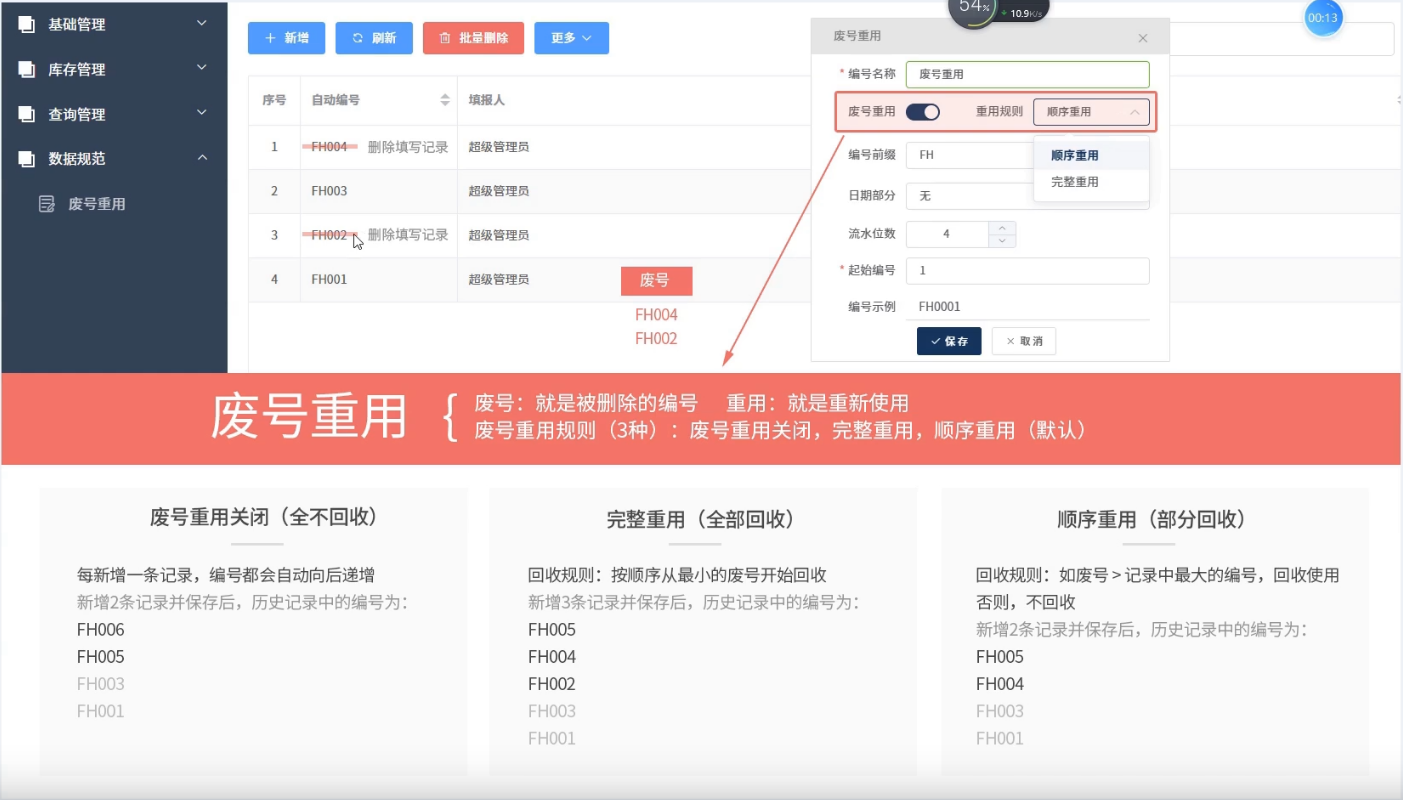 基础管理
库存管理
查询管理
数据规范
废号重用
新增
刷新
批量删除
更多
序号 自动编号 填报人
1 FH004 删除填写记录 超级管理员
2 FH003 超级管理员
3 FH002 删除填写记录 超级管理员
4 FH001 超级管理员
废号
FH004
FH002
54%
10.9K/s
00:13
废号重用
* 编号名称 废号重用
废号重用 重用规则 顺序重用
顺序重用
完整重用
编号前缀 FH
日期部分 无
流水位数 4
* 起始编号 1
编号示例 FH0001
保存 取消
废号重用
{
废号：就是被删除的编号 重用：就是重新使用
废号重用规则（3种）：废号重用关闭，完整重用，顺序重用（默认）
废号重用关闭（全不回收）
每新增一条记录，编号都会自动向后递增
新增2条记录并保存后，历史记录中的编号为：
FH006
FH005
FH003
FH001
完整重用（全部回收）
回收规则：按顺序从最小的废号开始回收
新增3条记录并保存后，历史记录中的编号为：
FH005
FH004
FH002
FH003
FH001
顺序重用（部分回收）
回收规则：如废号 > 记录中最大的编号，回收使用
否则，不回收
新增2条记录并保存后，历史记录中的编号为：
FH005
FH004
FH003
FH001